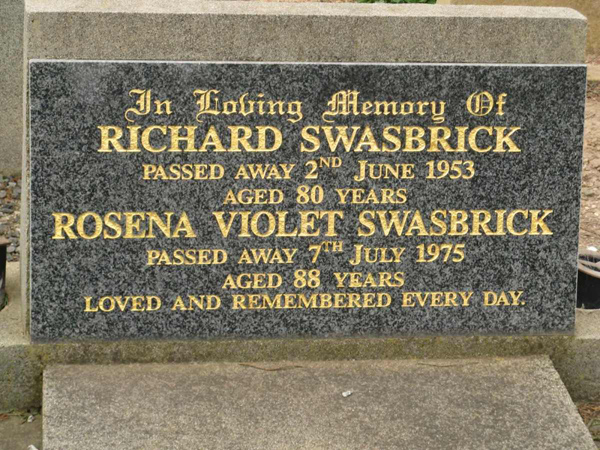 In Loving Memory Of
RICHARD SWASBRICK
PASSED AWAY 2ND JUNE 1953
AGED 80 YEARS
ROSENA VIOLET SWASBRICK
PASSED AWAY 7TH JULY 1975
AGED 88 YEARS
LOVED AND REMEMBERED EVERY DAY.